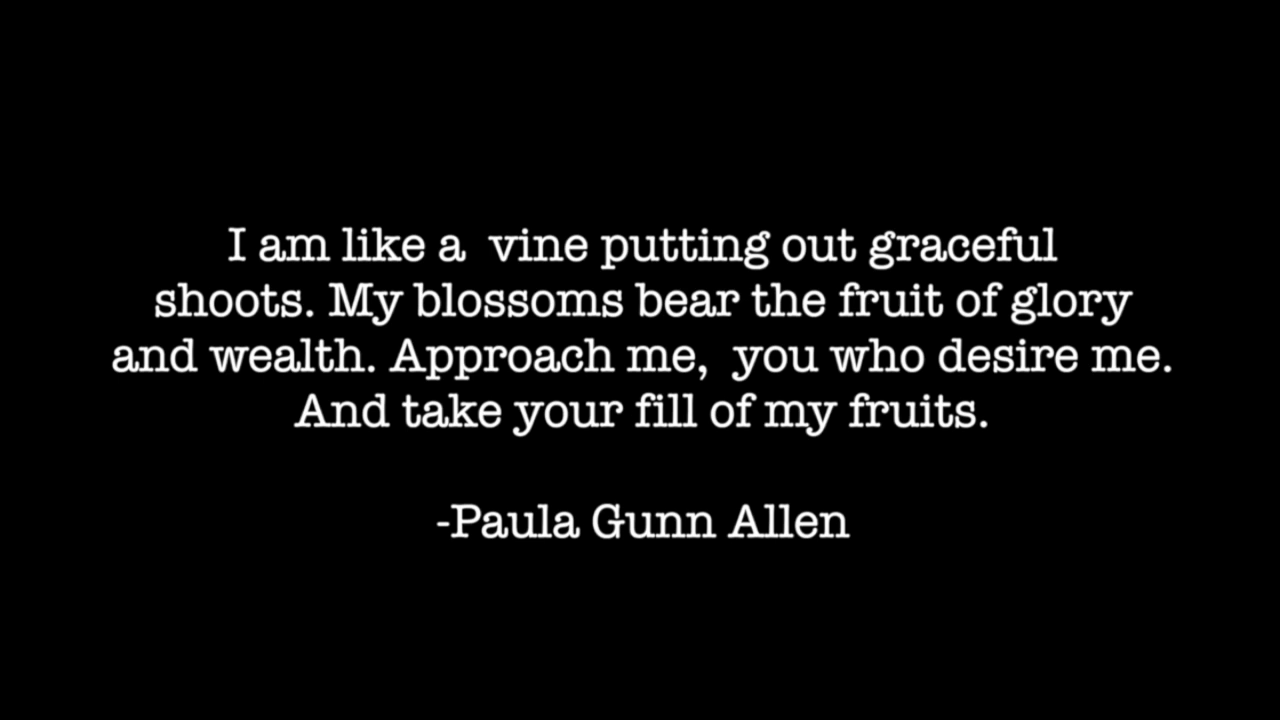 I am like a  vine putting out graceful
shoots. My blossoms bear the fruit of glory
and wealth. Approach me,  you who desire me.
And take your fill of my fruits.
-Paula Gunn Allen